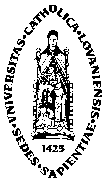 UNIVERSITAS•CATHOLICA•LOVANIENSIS•
SEDES•SAPIENTIAE•
1425